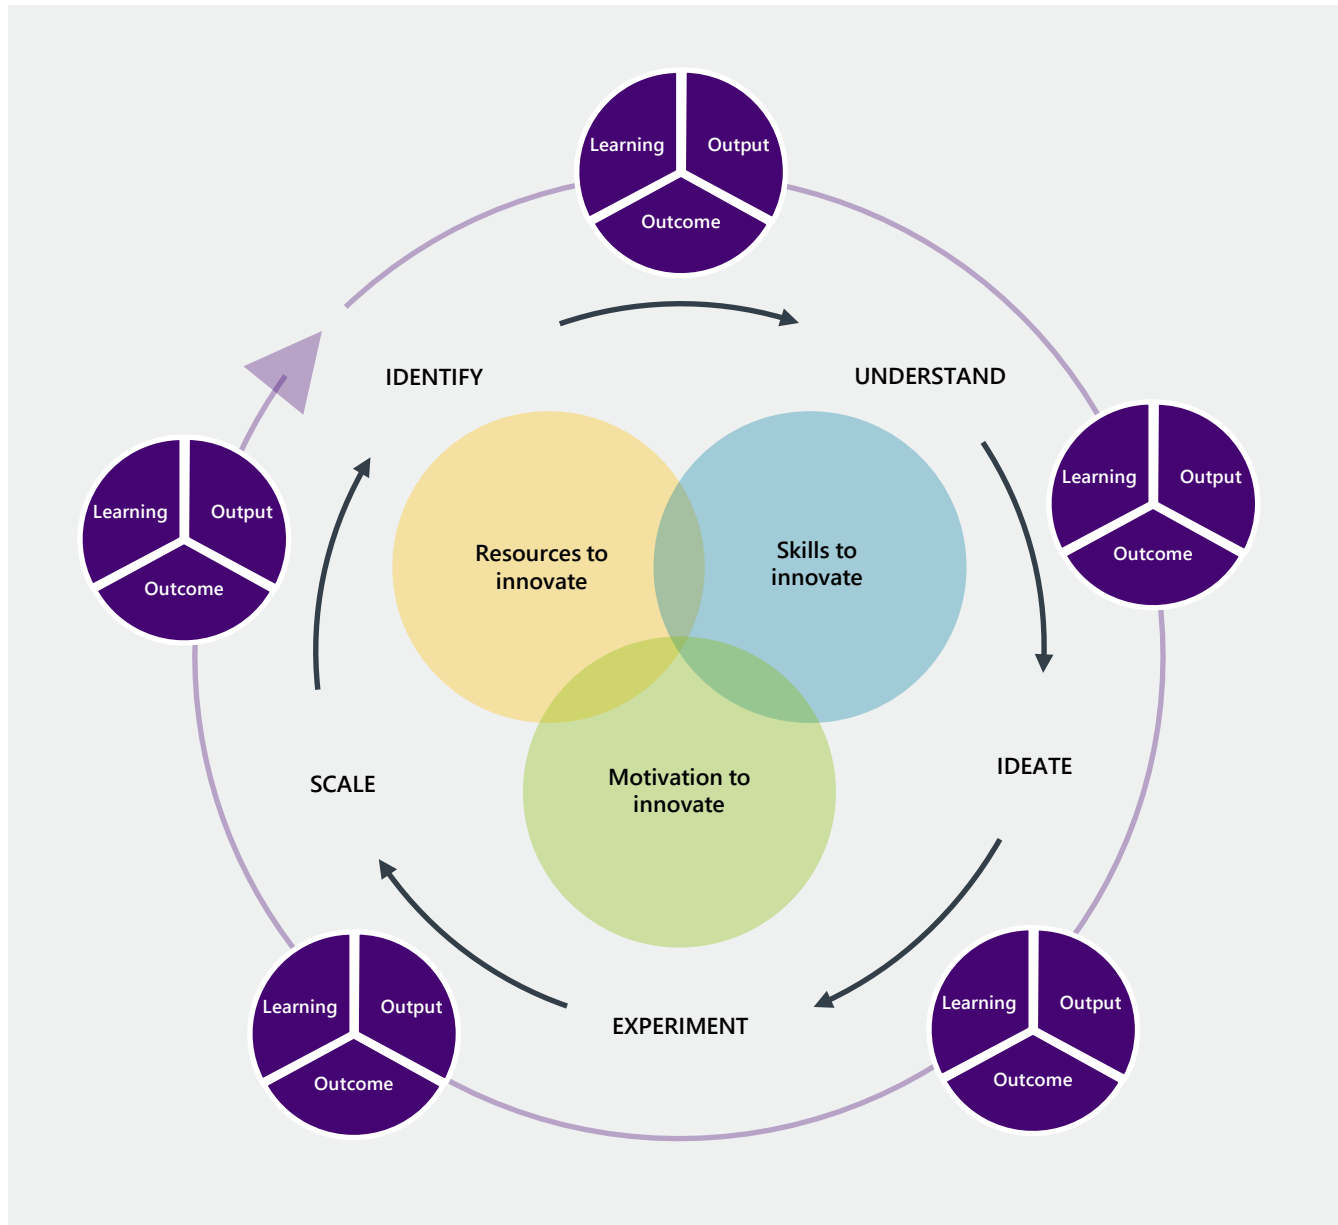 Learning
Output
Outcome
IDENTIFY
UNDERSTAND
Learning
Output
Outcome
Learning
Output
Outcome
Resources to
innovate
Skills to
innovate
SCALE
Motivation to
innovate
IDEATE
Learning
Output
Outcome
EXPERIMENT
Learning
Output
Outcome